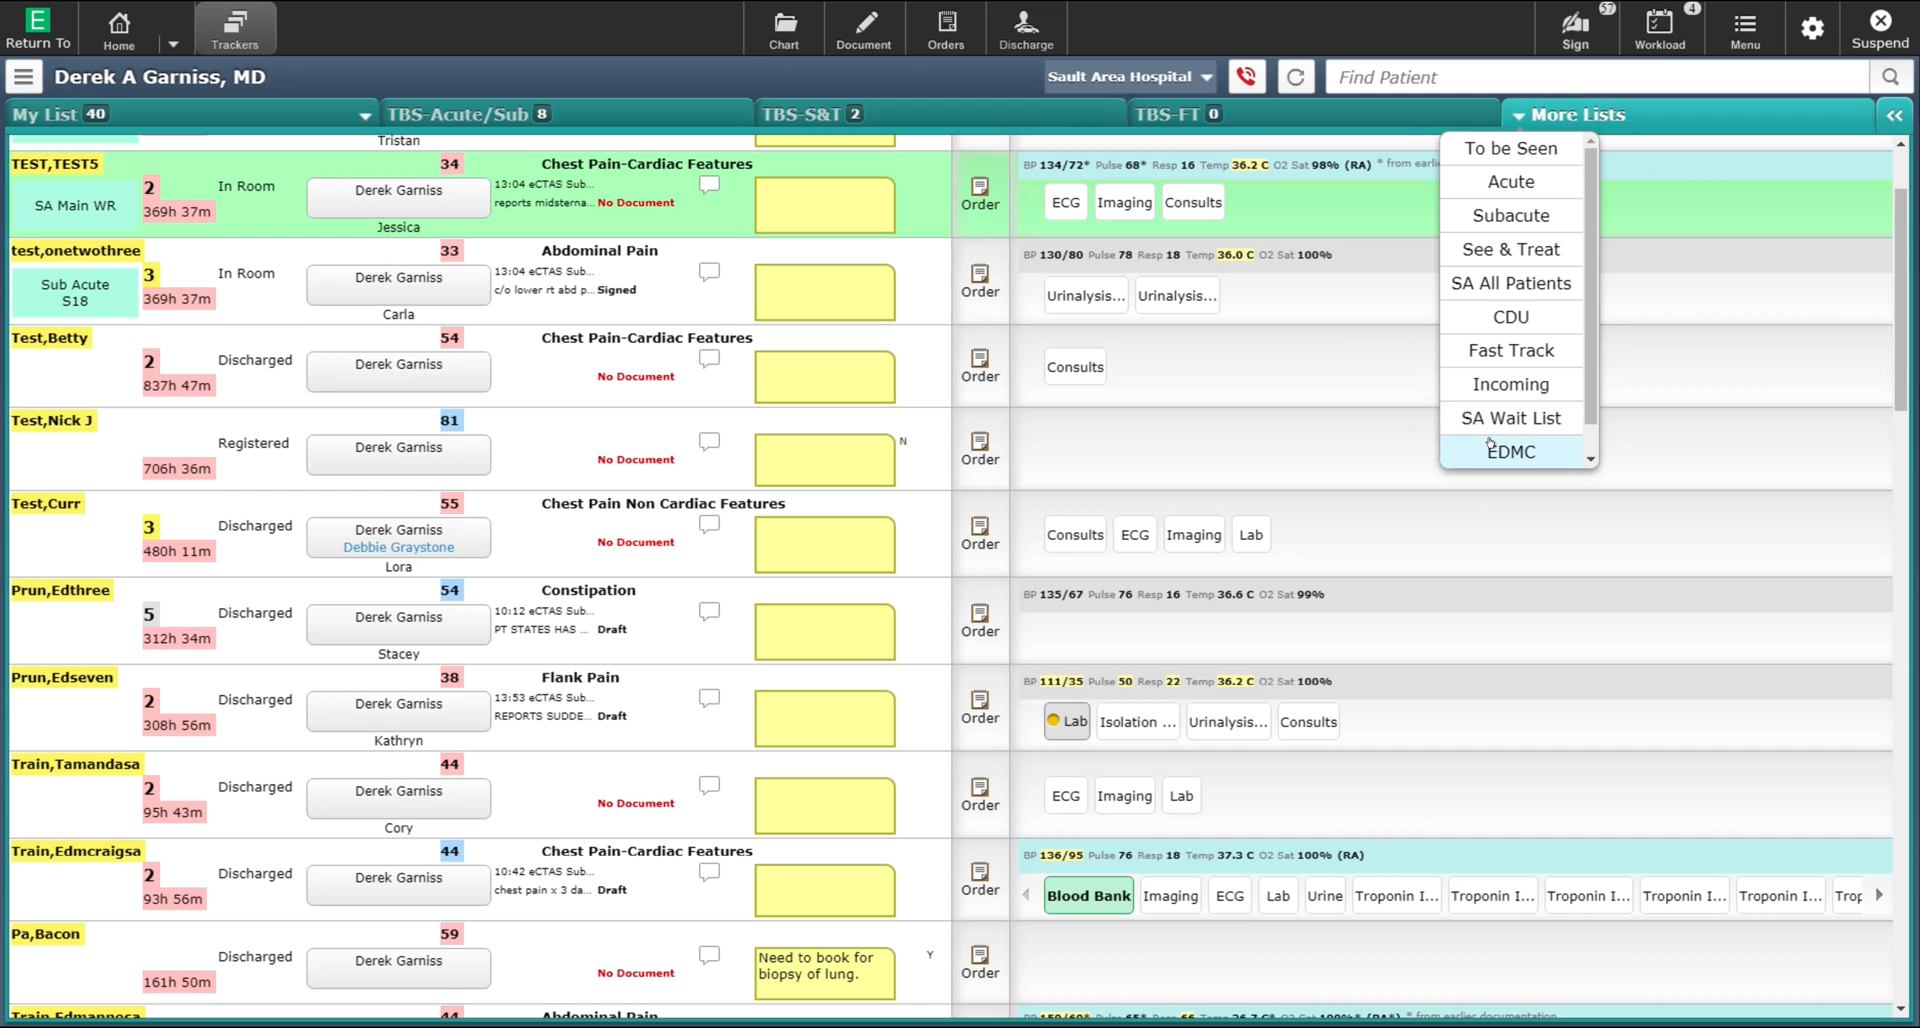 E
Return To
Home
Trackers
Chart
Document
Orders
Discharge
Sign
57
Workload
4
Menu
Suspend
Derek A Garniss, MD
Sault Area Hospital
Find Patient
My List 40
TBS-Acute/Sub 8
TBS-S&T 2
TBS-FT 0
More Lists
To be Seen
Acute
Subacute
See & Treat
SA All Patients
CDU
Fast Track
Incoming
SA Wait List
EDMC
Tristan
TEST,TEST5
34
Chest Pain-Cardiac Features
SA Main WR
2
369h 37m
In Room
Derek Garniss
Jessica
13:04 eCTAS Sub...
reports midsterna... No Document
Order
BP 134/72* Pulse 68* Resp 16 Temp 36.2 C O2 Sat 98% (RA) * from earlie
ECG Imaging Consults
test,onetwothree
33
Abdominal Pain
Sub Acute
S18
3
369h 37m
In Room
Derek Garniss
Carla
13:04 eCTAS Sub...
c/o lower rt abd p... Signed
Order
BP 130/80 Pulse 78 Resp 18 Temp 36.0 C O2 Sat 100%
Urinalysis... Urinalysis...
Test,Betty
54
Chest Pain-Cardiac Features
2
837h 47m
Discharged
Derek Garniss
No Document
Order
Consults
Test,Nick J
81
706h 36m
Registered
Derek Garniss
No Document
N
Order
Test,Curr
55
Chest Pain Non Cardiac Features
3
480h 11m
Discharged
Derek Garniss
Debbie Graystone
Lora
No Document
Order
Consults ECG Imaging Lab
Prun,Edthree
54
Constipation
5
312h 34m
Discharged
Derek Garniss
Stacey
10:12 eCTAS Sub...
PT STATES HAS ... Draft
Order
BP 135/67 Pulse 76 Resp 16 Temp 36.6 C O2 Sat 99%
Prun,Edseven
38
Flank Pain
2
308h 56m
Discharged
Derek Garniss
Kathryn
13:53 eCTAS Sub...
REPORTS SUDDE... Draft
Order
BP 111/35 Pulse 50 Resp 22 Temp 36.2 C O2 Sat 100%
Lab Isolation ... Urinalysis... Consults
Train,Tamandasa
44
2
95h 43m
Discharged
Derek Garniss
Cory
No Document
Order
ECG Imaging Lab
Train,Edmcraigsa
44
Chest Pain-Cardiac Features
2
93h 56m
Discharged
Derek Garniss
10:42 eCTAS Sub...
chest pain x 3 da... Draft
Order
BP 136/95 Pulse 76 Resp 18 Temp 37.3 C O2 Sat 100% (RA)
Blood Bank Imaging ECG Lab Urine Troponin I... Troponin I... Troponin I... Troponin I... Troponin I... Trop
Pa,Bacon
59
161h 50m
Discharged
Derek Garniss
No Document
Need to book for
biopsy of lung.
Y
Order
Abdominal Pain